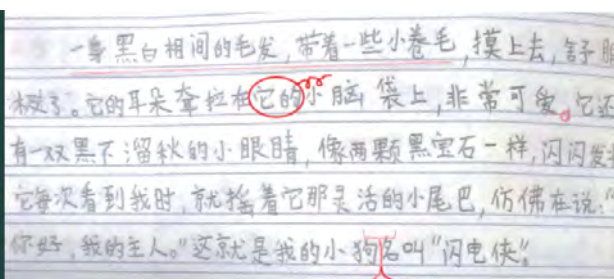 一身黑白相间的毛发,带着一些小卷毛,摸上去,舒
极了。它的耳朵耷拉在它的小脑袋上,非常可爱。它
有一双黑不溜秋的小眼睛,像两颗黑宝石一样,闪闪发
它每次看到我时,就摇着它那灵活的小尾巴,仿佛在说:“
你好,我的主人。”这就是我的小狗名叫“闪电侠”。